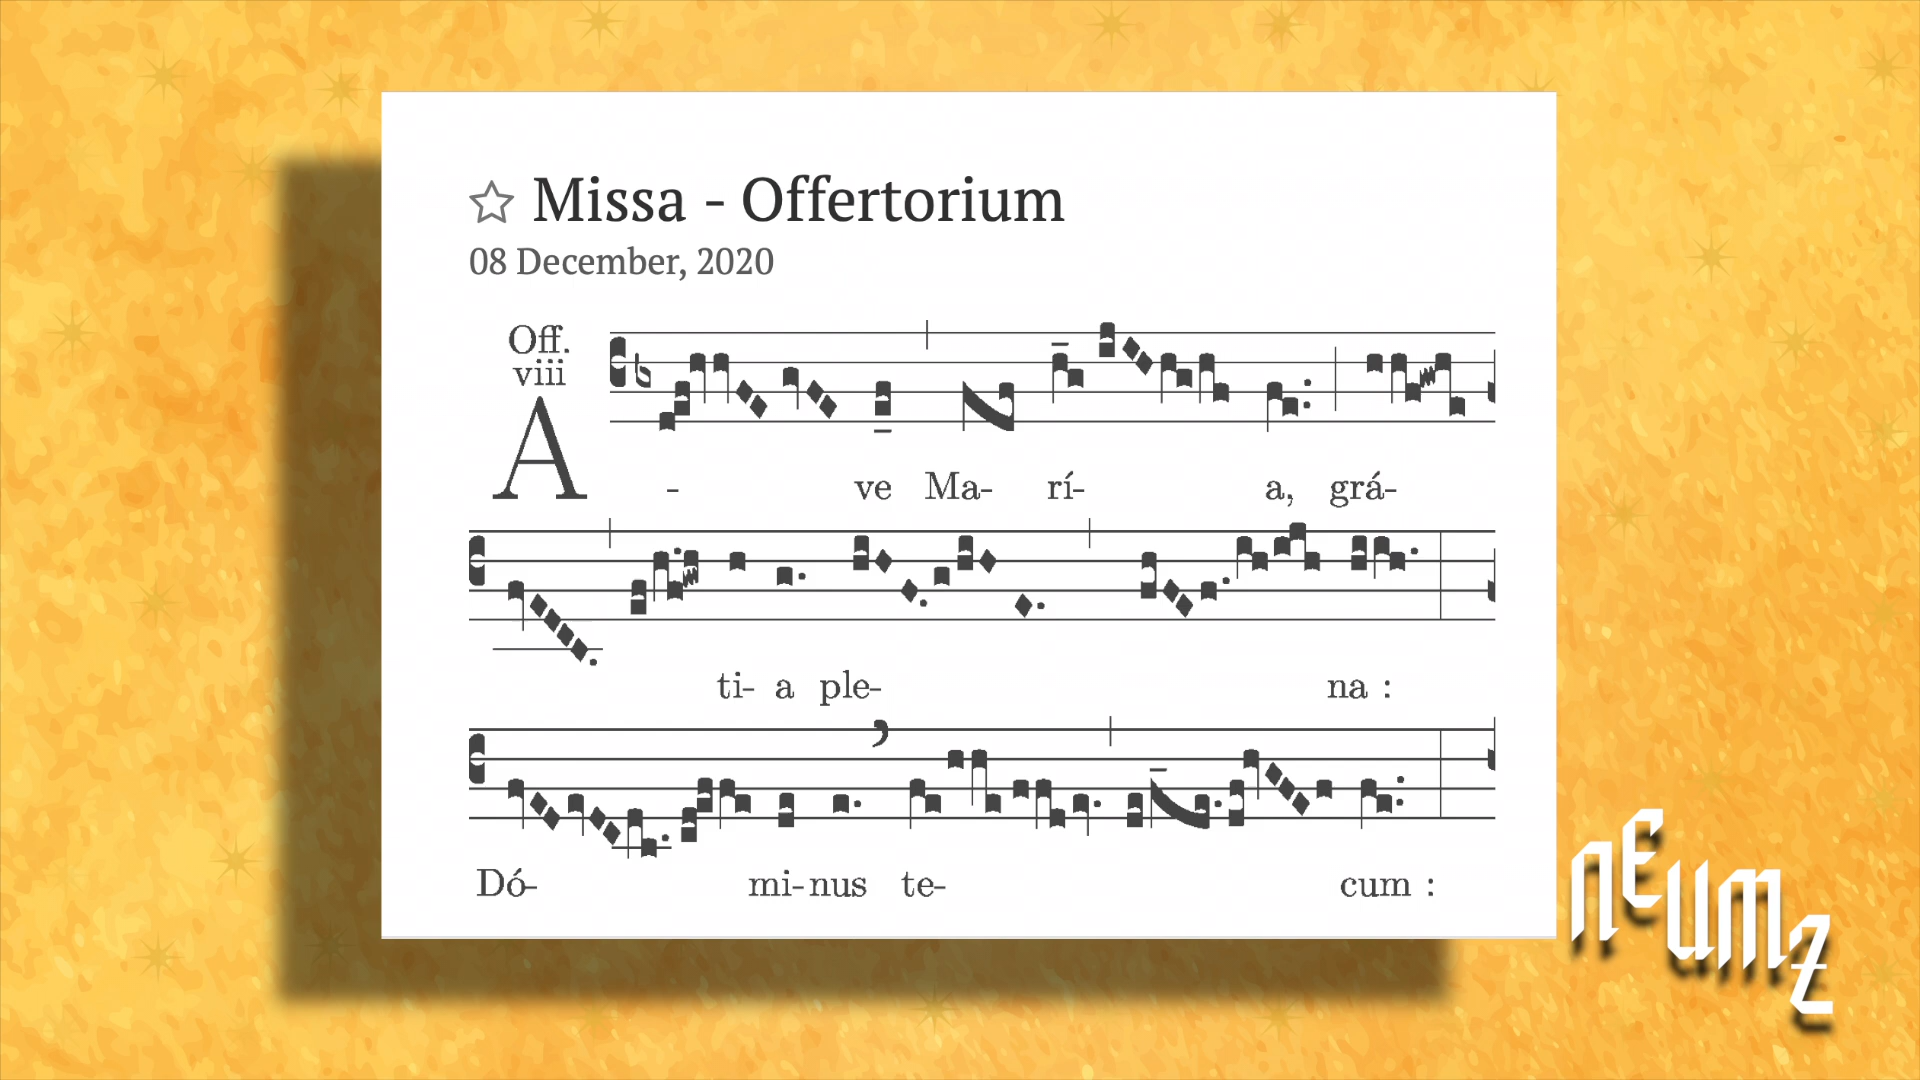 Missa - Offertorium
08 December, 2020
Off.
viii
A - ve Ma- rí- a, grá-
ti- a ple- na :
Dó- mi- nus te- cum :
neumz